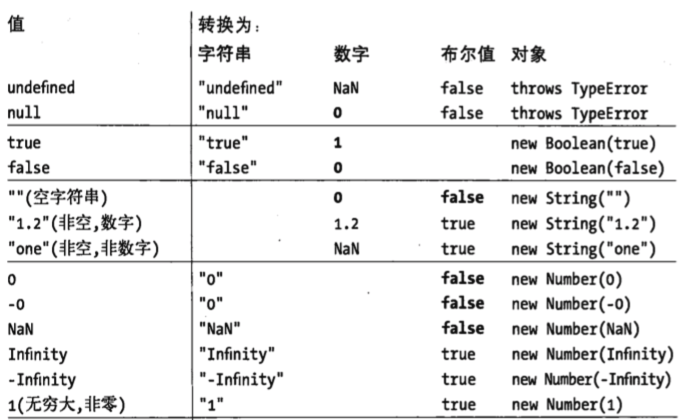 值 转换为:
字符串 数字 布尔值 对象
undefined "undefined" NaN false throws TypeError
null "null" 0 false throws TypeError
true "true" 1 new Boolean(true)
false "false" 0 new Boolean(false)
""(空字符串) 0 false new String("")
"1.2"(非空,数字) 1.2 true new String("1.2")
"one"(非空,非数字) NaN true new String("one")
0 "0" false new Number(0)
-0 "0" false new Number(-0)
NaN "NaN" false new Number(NaN)
Infinity "Infinity" true new Number(Infinity)
-Infinity "-Infinity" true new Number(-Infinity)
1(无穷大,非零) "1" true new Number(1)